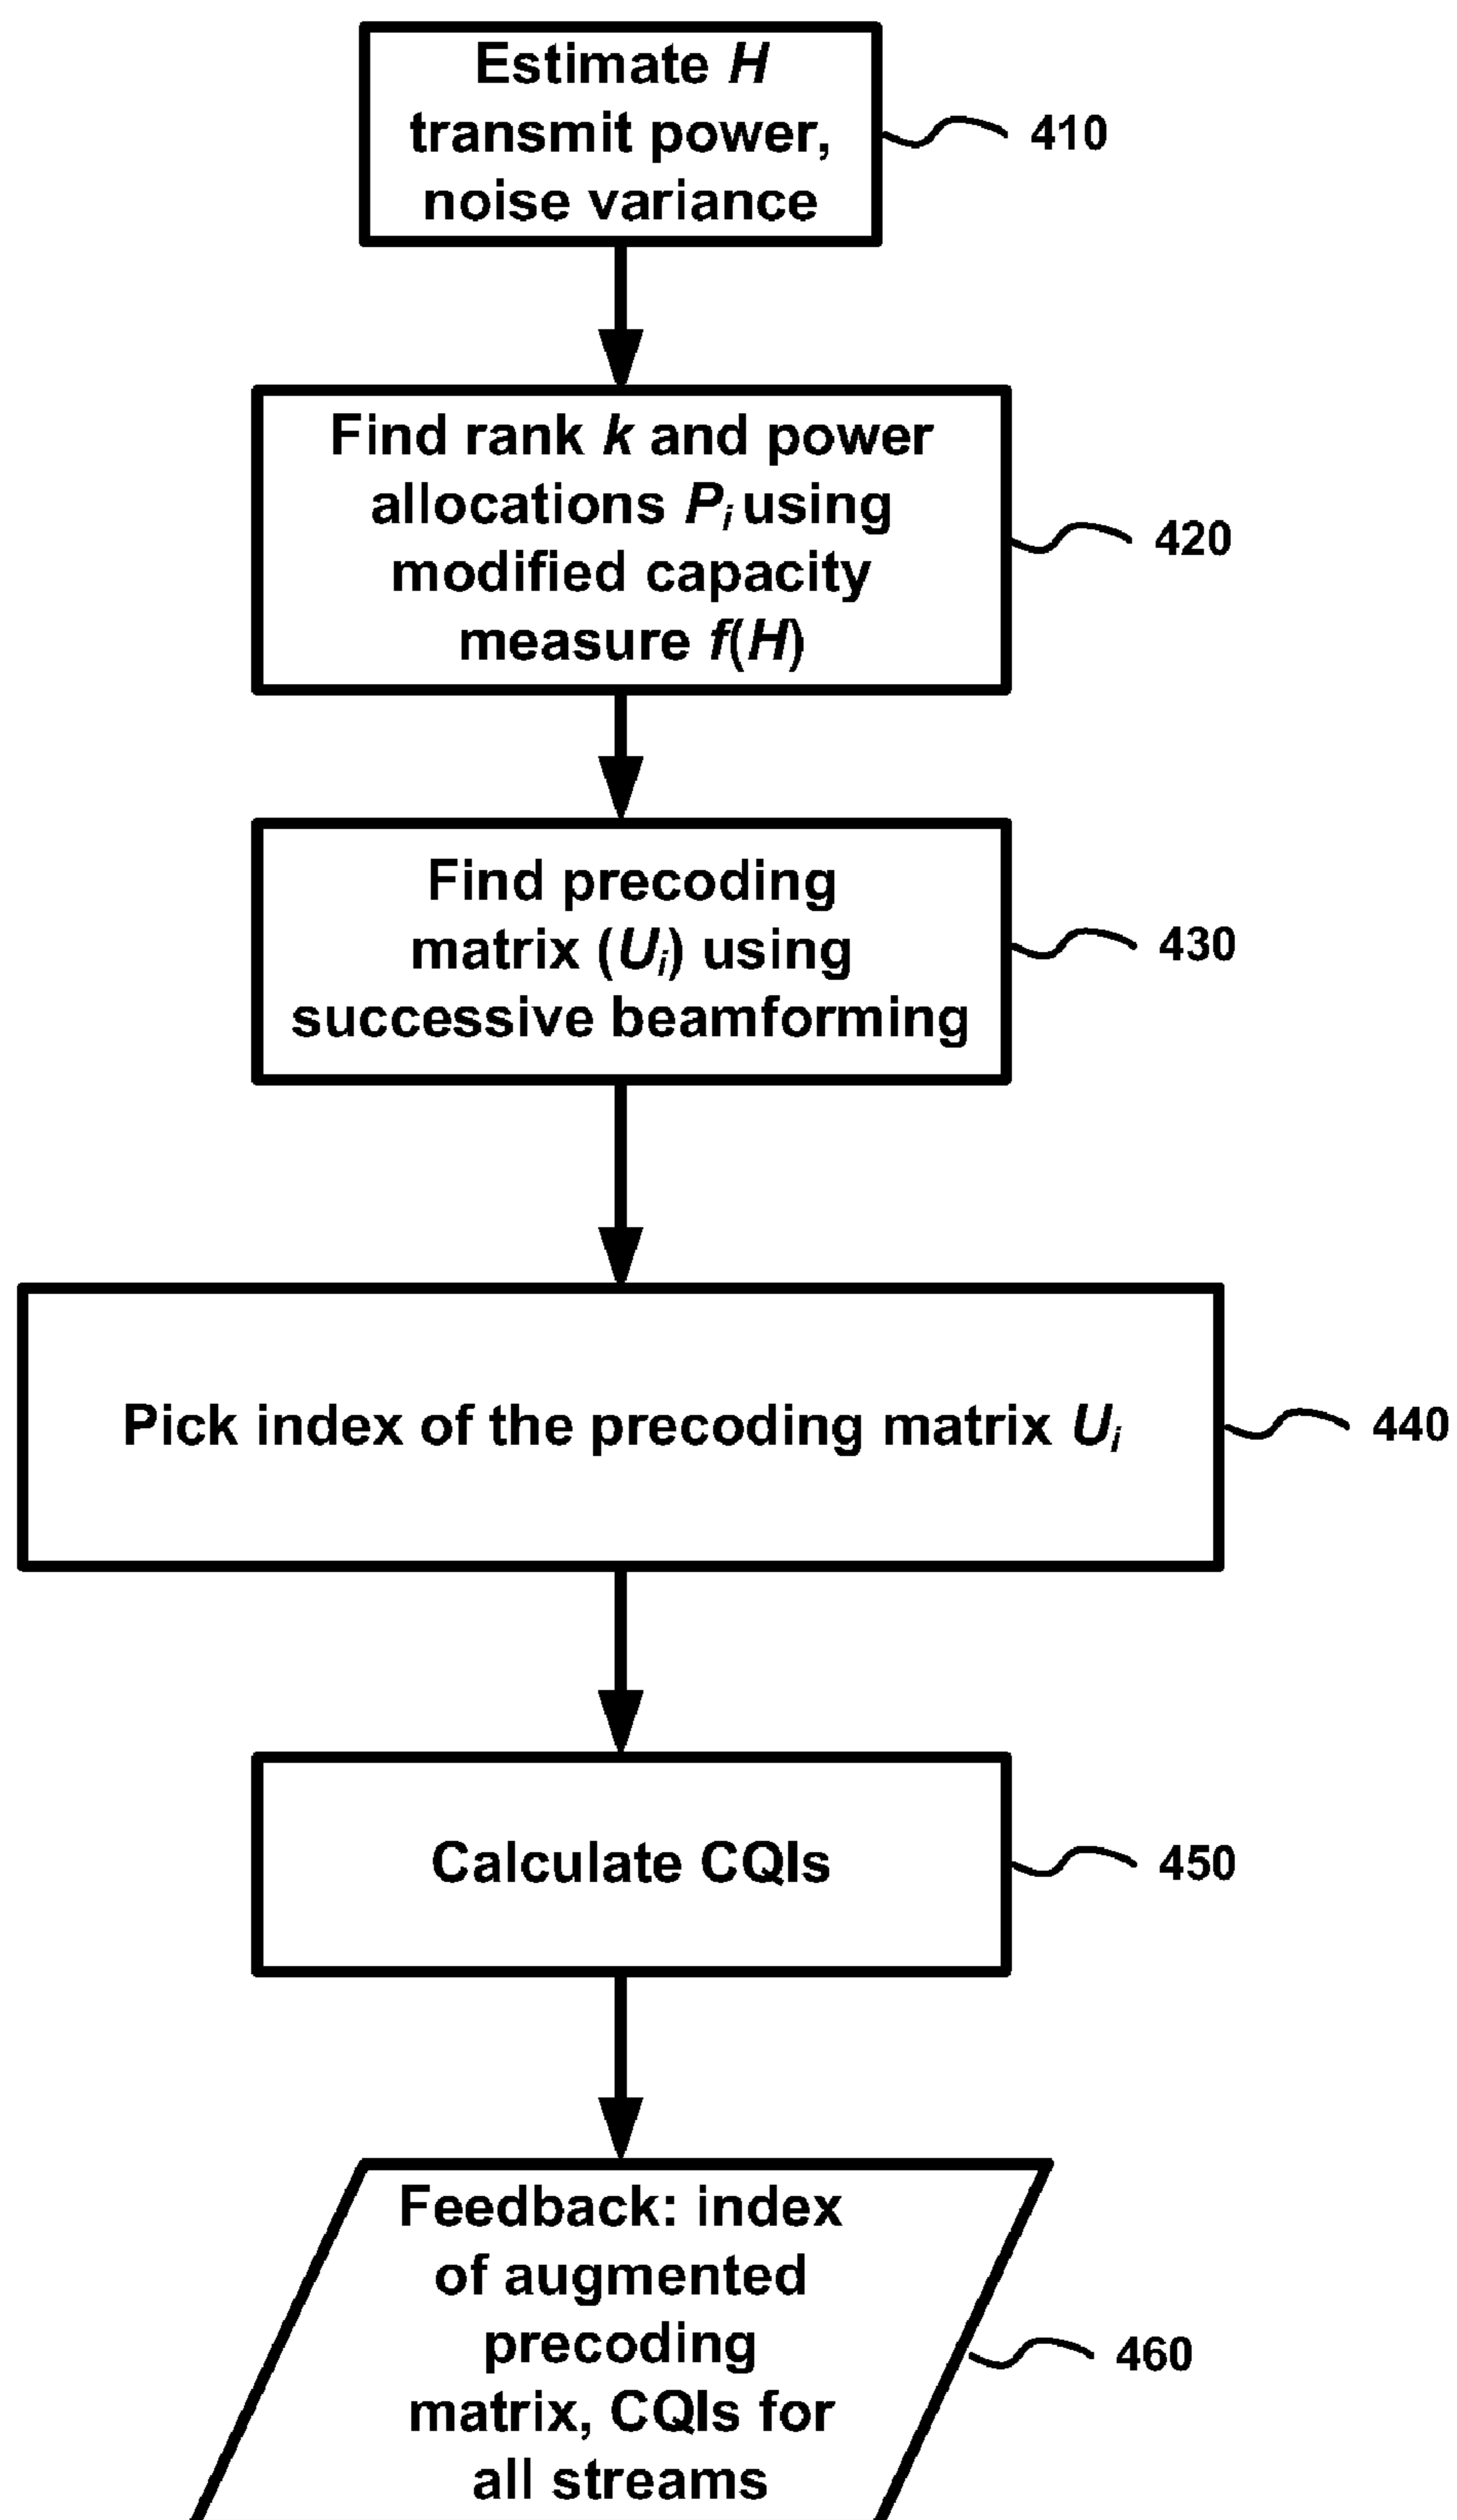 Estimate H
transmit power,
noise variance
410
Find rank k and power
allocations Pi using
modified capacity
measure f(H)
420
Find precoding
matrix (Ui) using
successive beamforming
430
Pick index of the precoding matrix Ui
440
Calculate CQIs
450
Feedback: index
of augmented
precoding
matrix, CQIs for
all streams
460